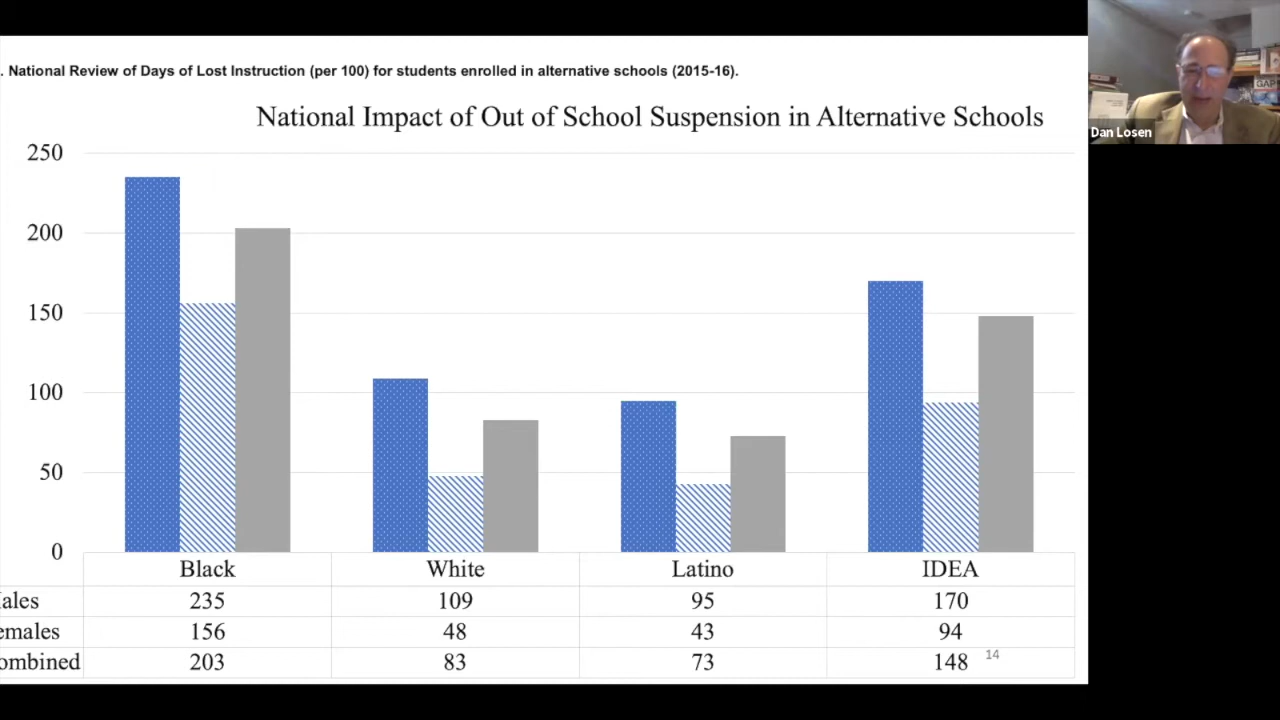 . National Review of Days of Lost Instruction (per 100) for students enrolled in alternative schools (2015-16).
National Impact of Out of School Suspension in Alternative Schools
250
200
150
100
50
0
Black White Latino IDEA
ales 235 109 95 170
emales 156 48 43 94
ombined 203 83 73 148
14
Dan Losen
GAP